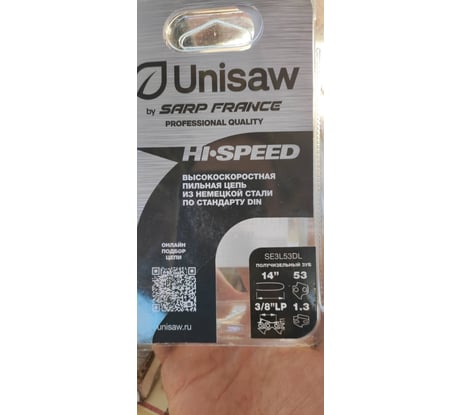 Unisaw
by SARP FRANCE
PROFESSIONAL QUALITY
HI•SPEED
ВЫСОКОСКОРОСТНАЯ
ПИЛЬНАЯ ЦЕПЬ
ИЗ НЕМЕЦКОЙ СТАЛИ
ПО СТАНДАРТУ DIN
ОНЛАЙН
ПОДБОР
ЦЕПИ
unisaw.ru
SE3L53DL
ПОЛУЧИЗЕЛЬНЫЙ ЗУБ
14" 53
3/8"LP 1.3